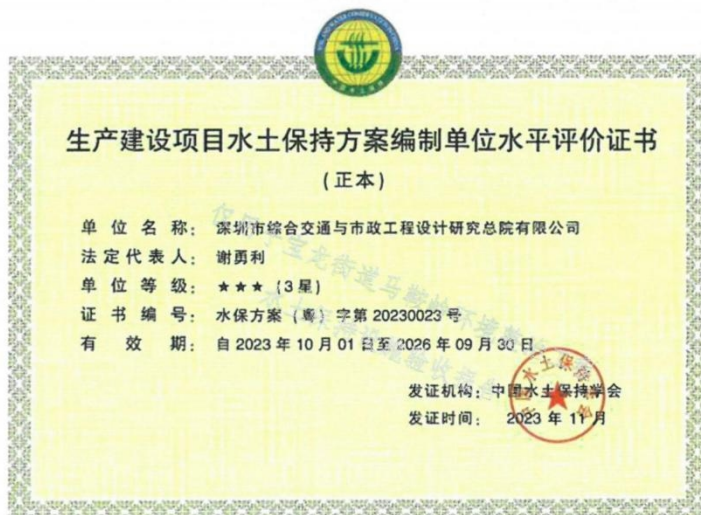 生产建设项目水土保持方案编制单位水平评价证书
(正本)
单位名称: 深圳市综合交通与市政工程设计研究总院有限公司
法定代表人: 谢勇利
单位等级: ★★★ (3星)
证书编号: 水保方案 (粤) 字第 20230023 号
有效期: 自 2023 年 10 月 01 日至 2026 年 09 月 30 日
发证机构: 中国水土保持学会
发证时间: 2023 年 11 月